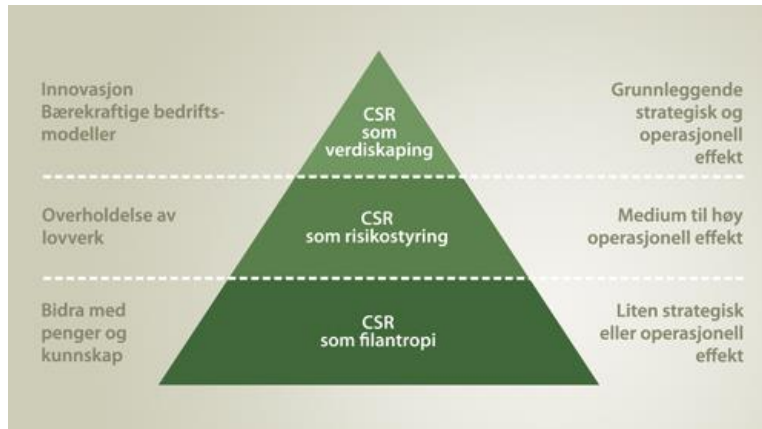 Innovasjon
Bærekraftige bedrifts-
modeller
CSR
som
verdiskaping
Grunnleggende
strategisk og
operasjonell
effekt
Overholdelse av
lovverk
CSR
som risikostyring
Medium til høy
operasjonell effekt
Bidra med
penger og
kunnskap
CSR
som filantropi
Liten strategisk
eller operasjonell
effekt